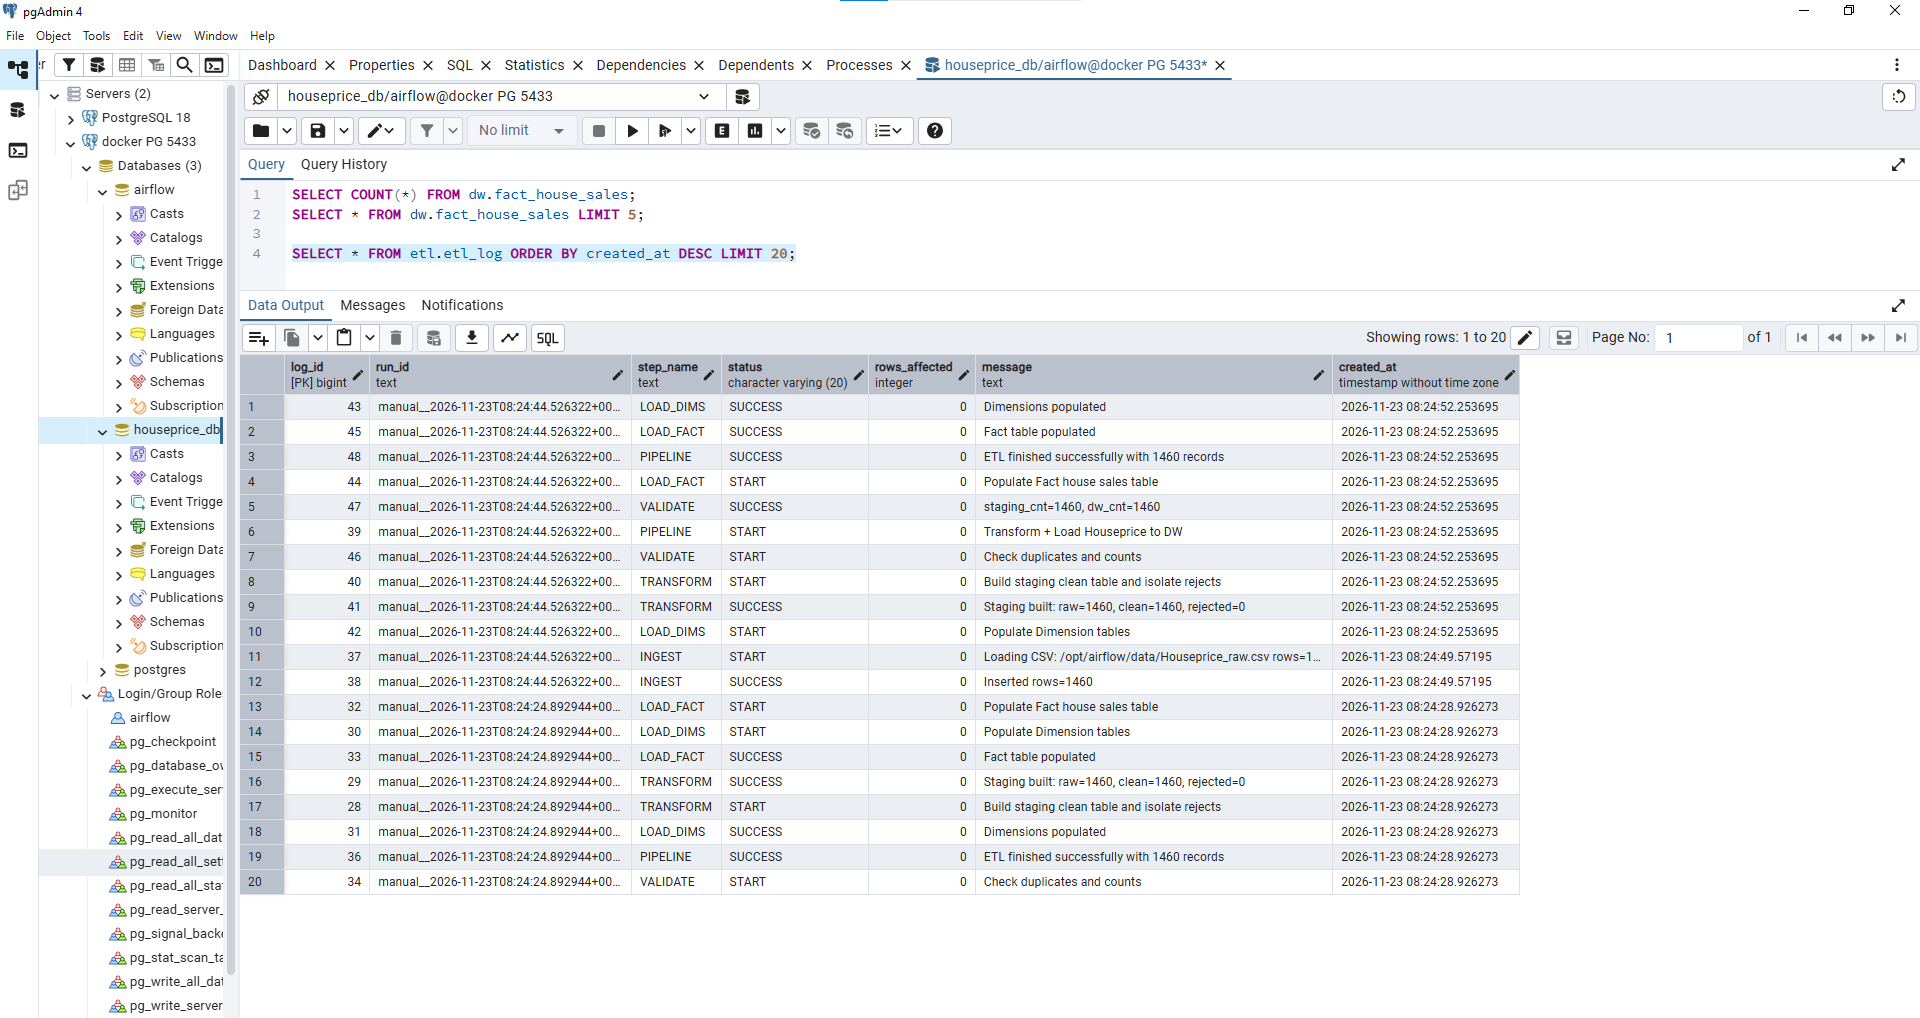 pgAdmin 4
File Object Tools Edit View Window Help
er
Dashboard Properties SQL Statistics Dependencies Dependents Processes houseprice_db/airflow@docker PG 5433*
Servers (2)
PostgreSQL 18
docker PG 5433
Databases (3)
airflow
Casts
Catalogs
Event Trigge
Extensions
Foreign Data
Languages
Publications
Schemas
Subscription
houseprice_db
Casts
Catalogs
Event Trigge
Extensions
Foreign Data
Languages
Publications
Schemas
Subscription
postgres
Login/Group Role
airflow
pg_checkpoint
pg_database_ov
pg_execute_ser
pg_monitor
pg_read_all_dat
pg_read_all_set
pg_read_all_sta
pg_read_server_
pg_signal_back
pg_stat_scan_ta
pg_write_all_dat
pg_write_server
houseprice_db/airflow@docker PG 5433
No limit E
Query Query History
1 SELECT COUNT(*) FROM dw.fact_house_sales;
2 SELECT * FROM dw.fact_house_sales LIMIT 5;
3
4 SELECT * FROM etl.etl_log ORDER BY created_at DESC LIMIT 20;
Data Output Messages Notifications
SQL Showing rows: 1 to 20 Page No: 1 of 1
log_id run_id step_name status rows_affected message created_at
[PK] bigint text text character varying (20) integer text timestamp without time zone
1 43 manual__2026-11-23T08:24:44.526322+00... LOAD_DIMS SUCCESS 0 Dimensions populated 2026-11-23 08:24:52.253695
2 45 manual__2026-11-23T08:24:44.526322+00... LOAD_FACT SUCCESS 0 Fact table populated 2026-11-23 08:24:52.253695
3 48 manual__2026-11-23T08:24:44.526322+00... PIPELINE SUCCESS 0 ETL finished successfully with 1460 records 2026-11-23 08:24:52.253695
4 44 manual__2026-11-23T08:24:44.526322+00... LOAD_FACT START 0 Populate Fact house sales table 2026-11-23 08:24:52.253695
5 47 manual__2026-11-23T08:24:44.526322+00... VALIDATE SUCCESS 0 staging_cnt=1460, dw_cnt=1460 2026-11-23 08:24:52.253695
6 39 manual__2026-11-23T08:24:44.526322+00... PIPELINE START 0 Transform + Load Houseprice to DW 2026-11-23 08:24:52.253695
7 46 manual__2026-11-23T08:24:44.526322+00... VALIDATE START 0 Check duplicates and counts 2026-11-23 08:24:52.253695
8 40 manual__2026-11-23T08:24:44.526322+00... TRANSFORM START 0 Build staging clean table and isolate rejects 2026-11-23 08:24:52.253695
9 41 manual__2026-11-23T08:24:44.526322+00... TRANSFORM SUCCESS 0 Staging built: raw=1460, clean=1460, rejected=0 2026-11-23 08:24:52.253695
10 42 manual__2026-11-23T08:24:44.526322+00... LOAD_DIMS START 0 Populate Dimension tables 2026-11-23 08:24:52.253695
11 37 manual__2026-11-23T08:24:44.526322+00... INGEST START 0 Loading CSV: /opt/airflow/data/Houseprice_raw.csv rows=1... 2026-11-23 08:24:49.57195
12 38 manual__2026-11-23T08:24:44.526322+00... INGEST SUCCESS 0 Inserted rows=1460 2026-11-23 08:24:49.57195
13 32 manual__2026-11-23T08:24:24.892944+00... LOAD_FACT START 0 Populate Fact house sales table 2026-11-23 08:24:28.926273
14 30 manual__2026-11-23T08:24:24.892944+00... LOAD_DIMS START 0 Populate Dimension tables 2026-11-23 08:24:28.926273
15 33 manual__2026-11-23T08:24:24.892944+00... LOAD_FACT SUCCESS 0 Fact table populated 2026-11-23 08:24:28.926273
16 29 manual__2026-11-23T08:24:24.892944+00... TRANSFORM SUCCESS 0 Staging built: raw=1460, clean=1460, rejected=0 2026-11-23 08:24:28.926273
17 28 manual__2026-11-23T08:24:24.892944+00... TRANSFORM START 0 Build staging clean table and isolate rejects 2026-11-23 08:24:28.926273
18 31 manual__2026-11-23T08:24:24.892944+00... LOAD_DIMS SUCCESS 0 Dimensions populated 2026-11-23 08:24:28.926273
19 36 manual__2026-11-23T08:24:24.892944+00... PIPELINE SUCCESS 0 ETL finished successfully with 1460 records 2026-11-23 08:24:28.926273
20 34 manual__2026-11-23T08:24:24.892944+00... VALIDATE START 0 Check duplicates and counts 2026-11-23 08:24:28.926273